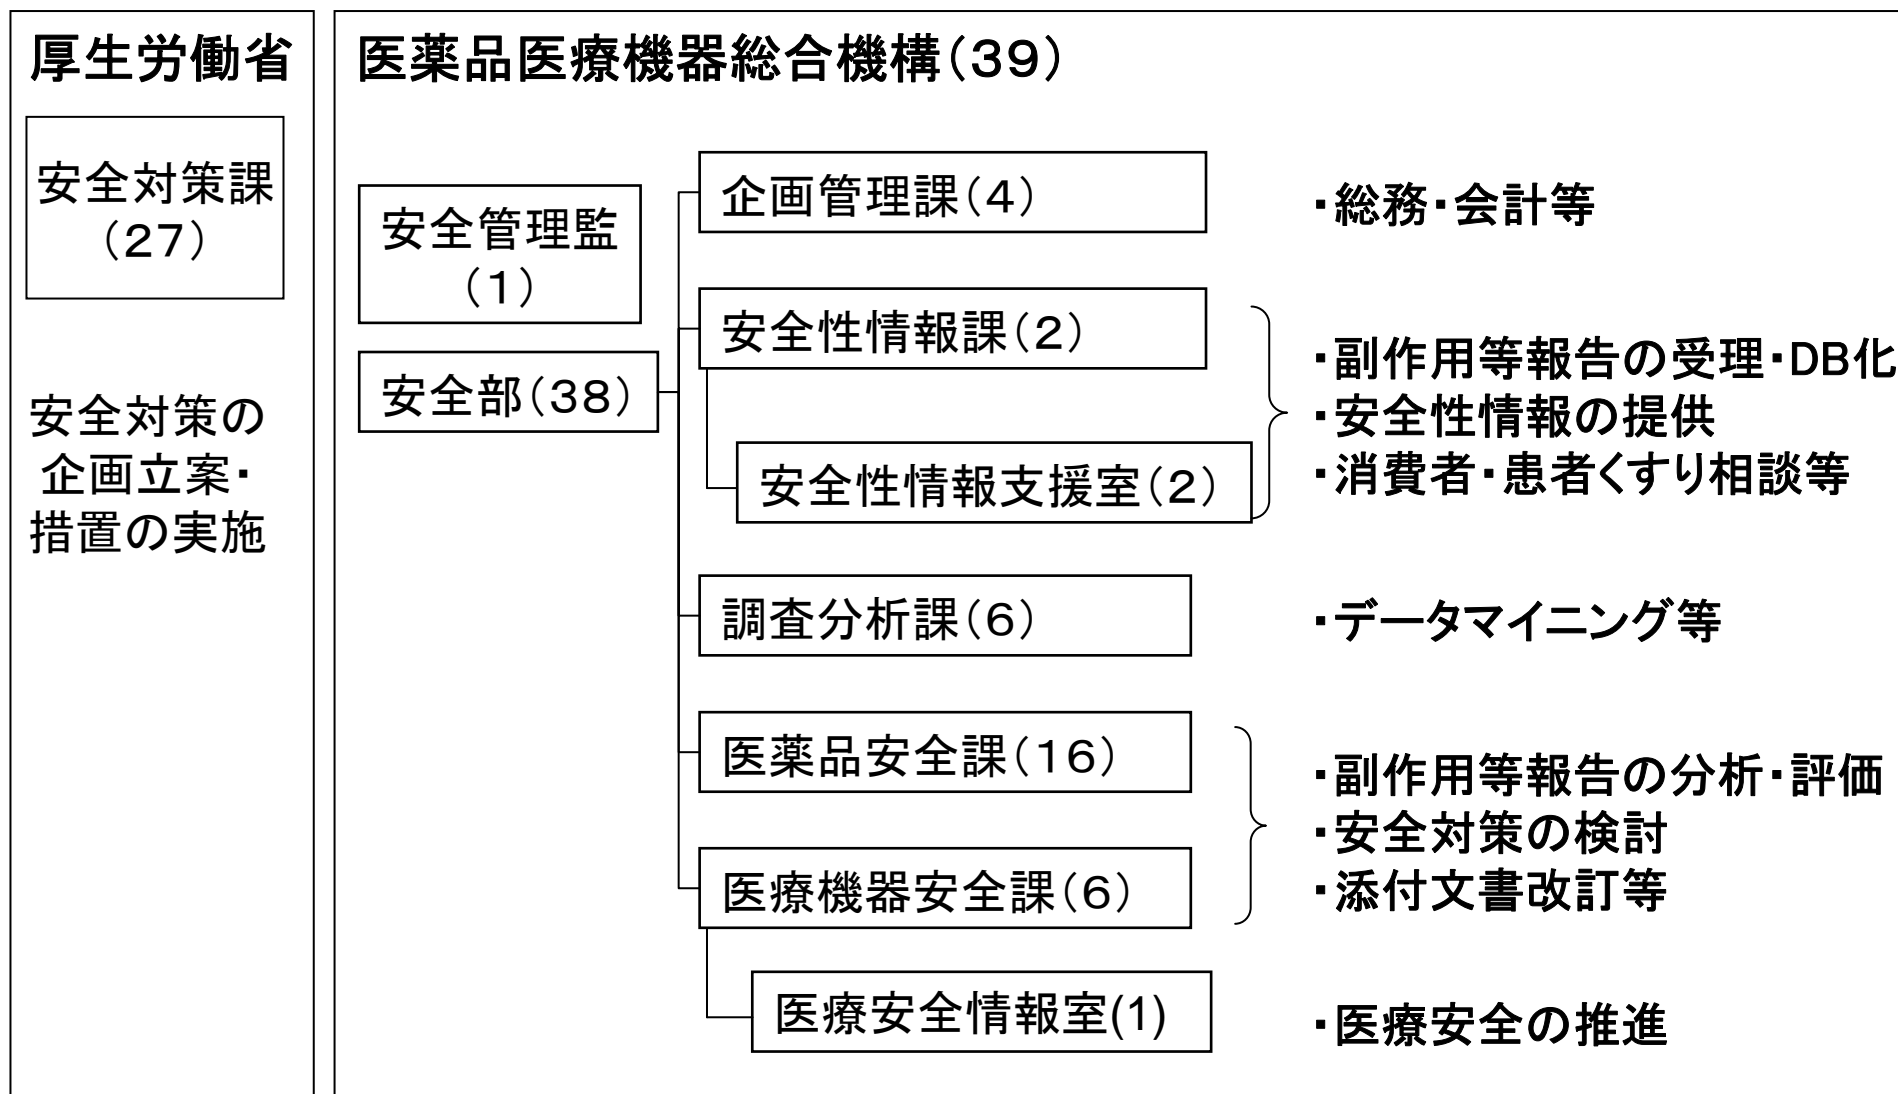 厚生労働省
安全対策課
（27）
安全対策の
企画立案・
措置の実施
医薬品医療機器総合機構（39）
安全管理監
（1）
安全部（38）
企画管理課（4）
・総務・会計等
安全性情報課（2）
安全性情報支援室（2）
・副作用等報告の受理・DB化
・安全性情報の提供
・消費者・患者くすり相談等
調査分析課（6）
・データマイニング等
医薬品安全課（16）
医療機器安全課（6）
・副作用等報告の分析・評価
・安全対策の検討
・添付文書改訂等
医療安全情報室(1)
・医療安全の推進